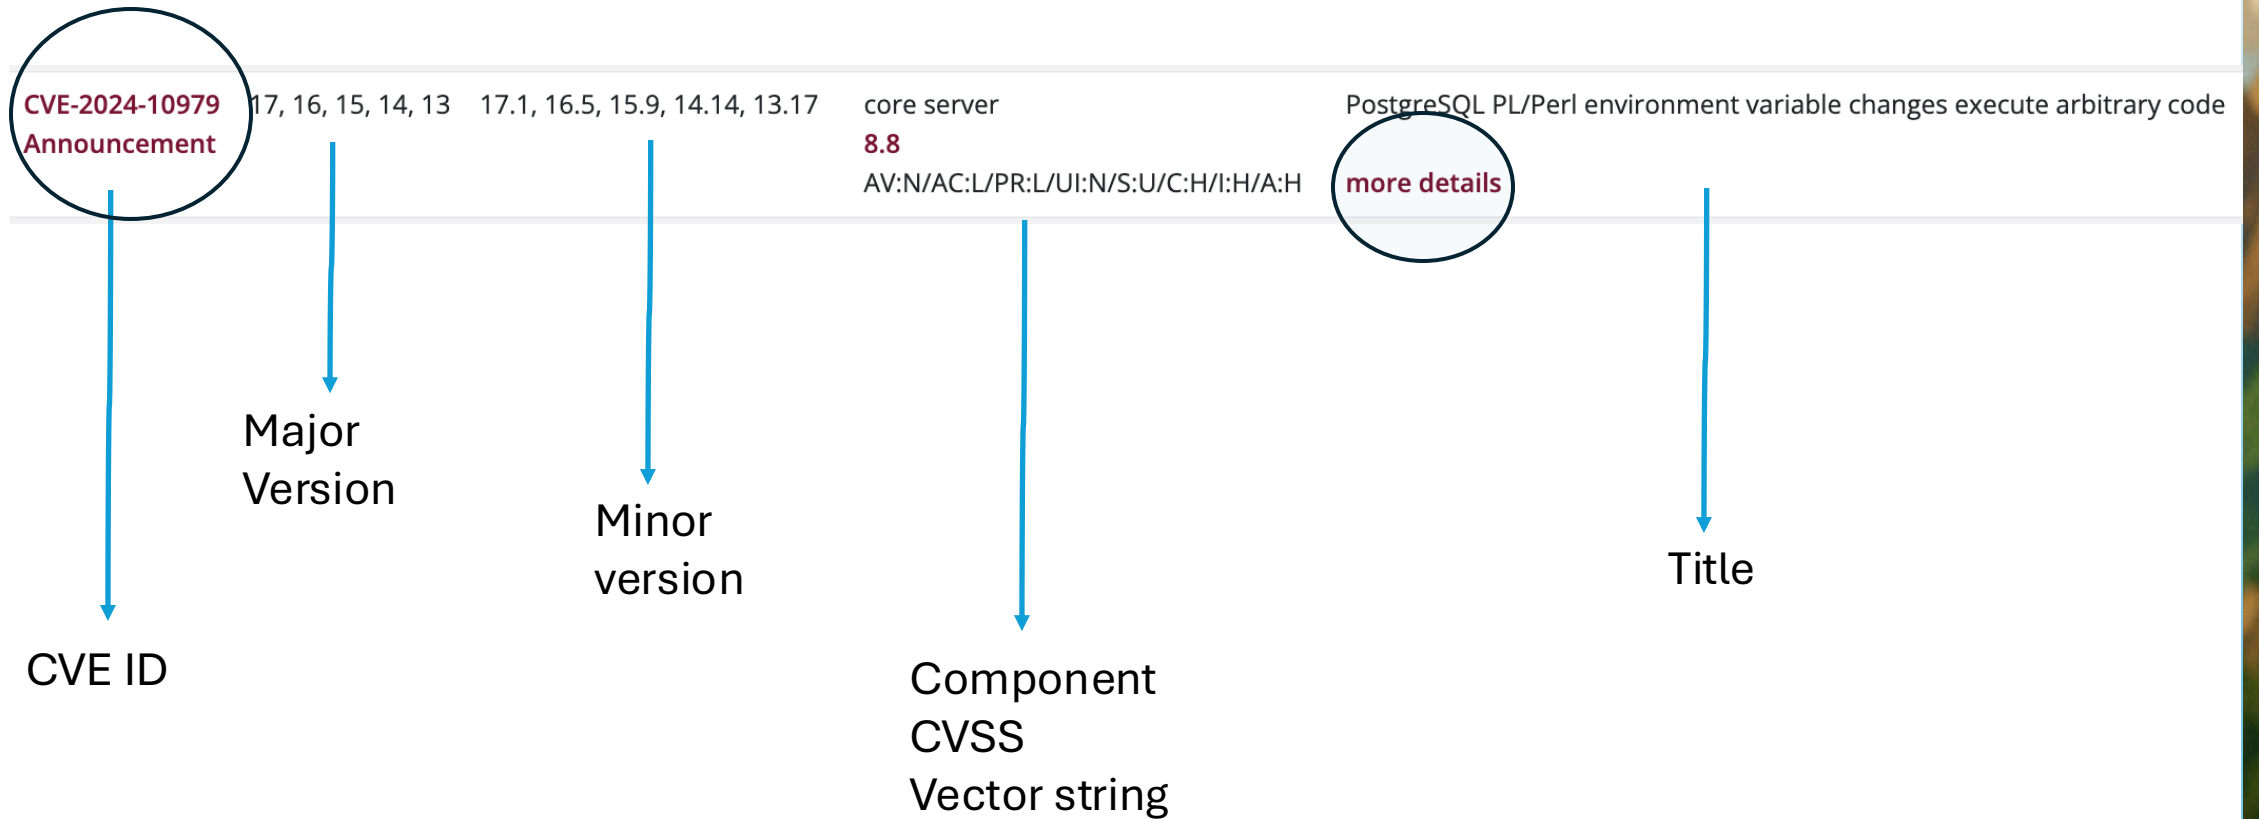 CVE-2024-10979 17, 16, 15, 14, 13 17.1, 16.5, 15.9, 14.14, 13.17 core server PostgreSQL PL/Perl environment variable changes execute arbitrary code
Announcement 8.8
AV:N/AC:L/PR:L/UI:N/S:U/C:H/I:H/A:H more details
Major
Version
Minor
version
Title
CVE ID
Component
CVSS
Vector string